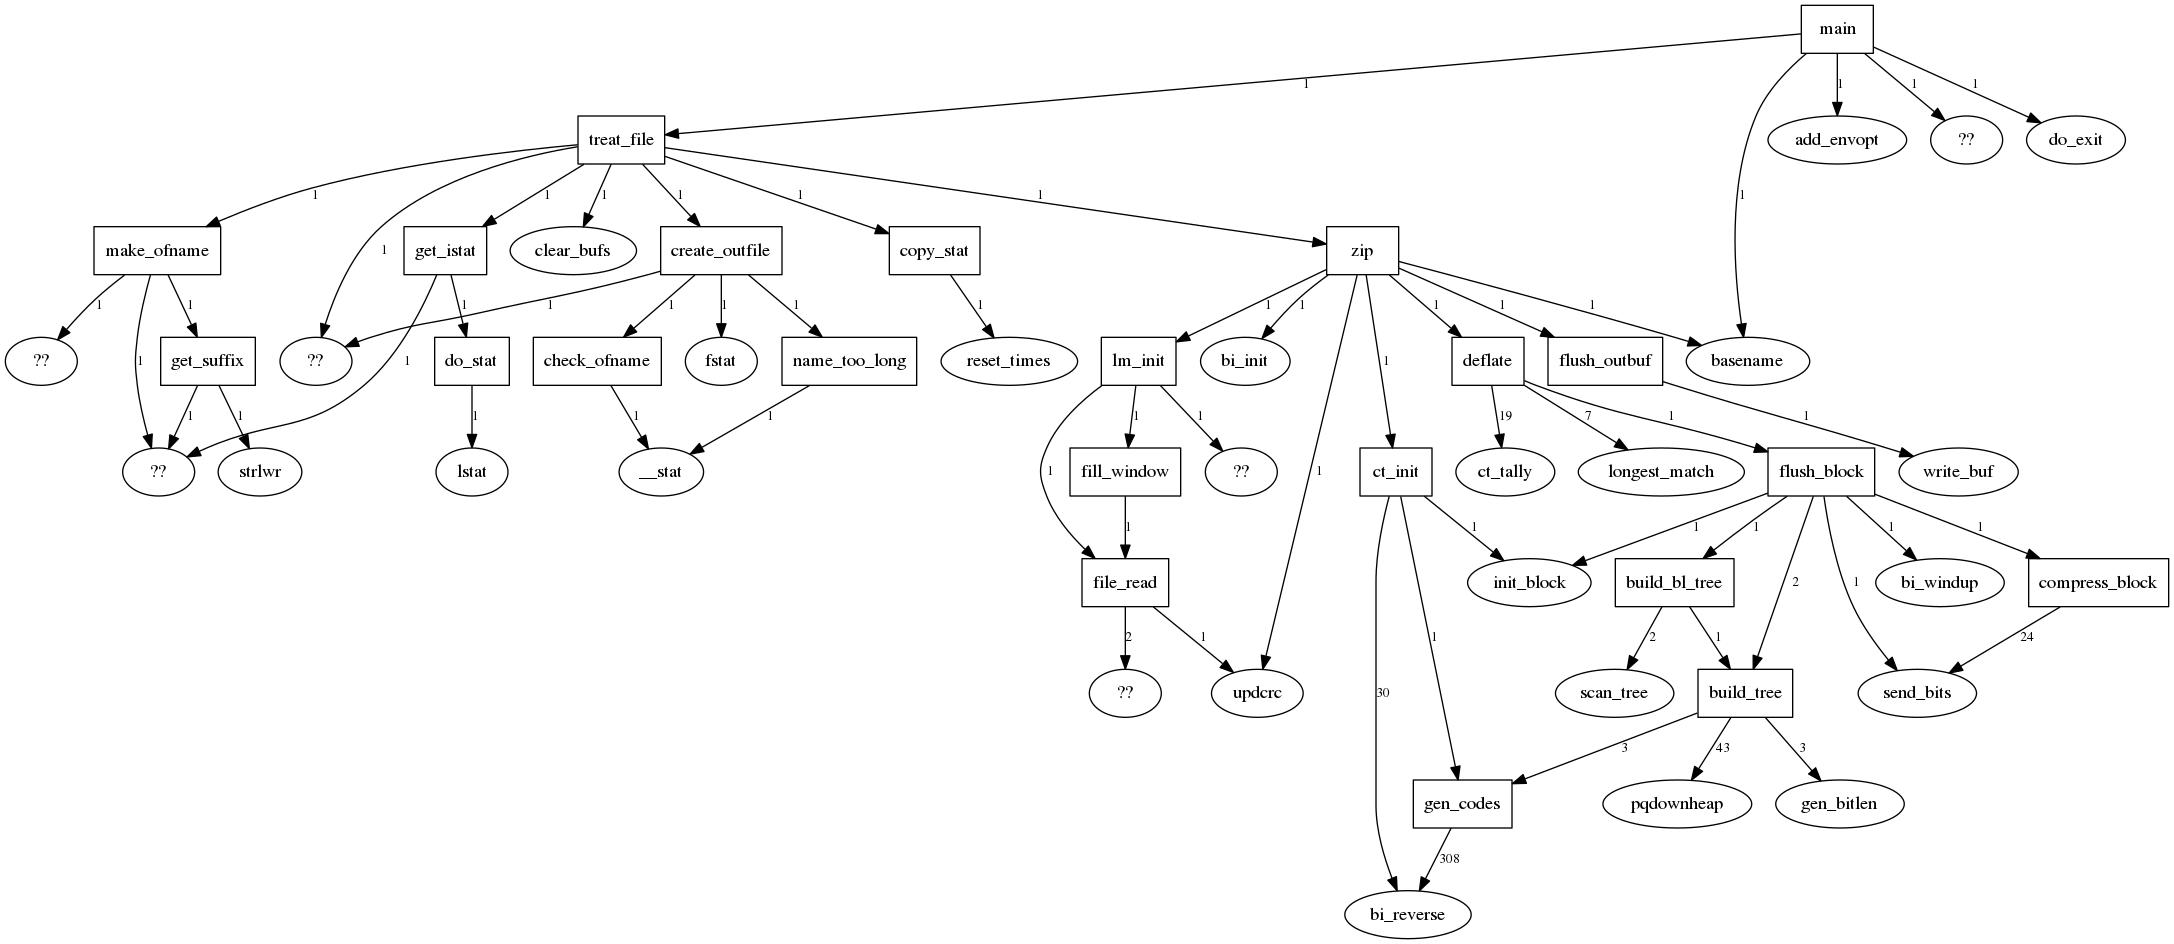 main
1
treat_file
add_envopt
??
do_exit
1
1
1
1
1
1
1
1
1
1
1
1
make_ofname
get_istat
clear_bufs
create_outfile
copy_stat
zip
1
1
1
1
1
1
1
1
1
1
1
1
1
1
??
get_suffix
??
do_stat
check_ofname
fstat
name_too_long
reset_times
lm_init
bi_init
deflate
flush_outbuf
basename
1
1
1
1
1
1
1
1
1
1
19
7
1
1
??
strlwr
lstat
__stat
fill_window
??
ct_init
ct_tally
longest_match
flush_block
write_buf
1
1
1
1
1
1
1
1
1
file_read
init_block
build_bl_tree
bi_windup
compress_block
2
1
1
2
1
2
1
24
??
updcrc
scan_tree
build_tree
send_bits
30
3
43
3
gen_codes
pqdownheap
gen_bitlen
308
bi_reverse